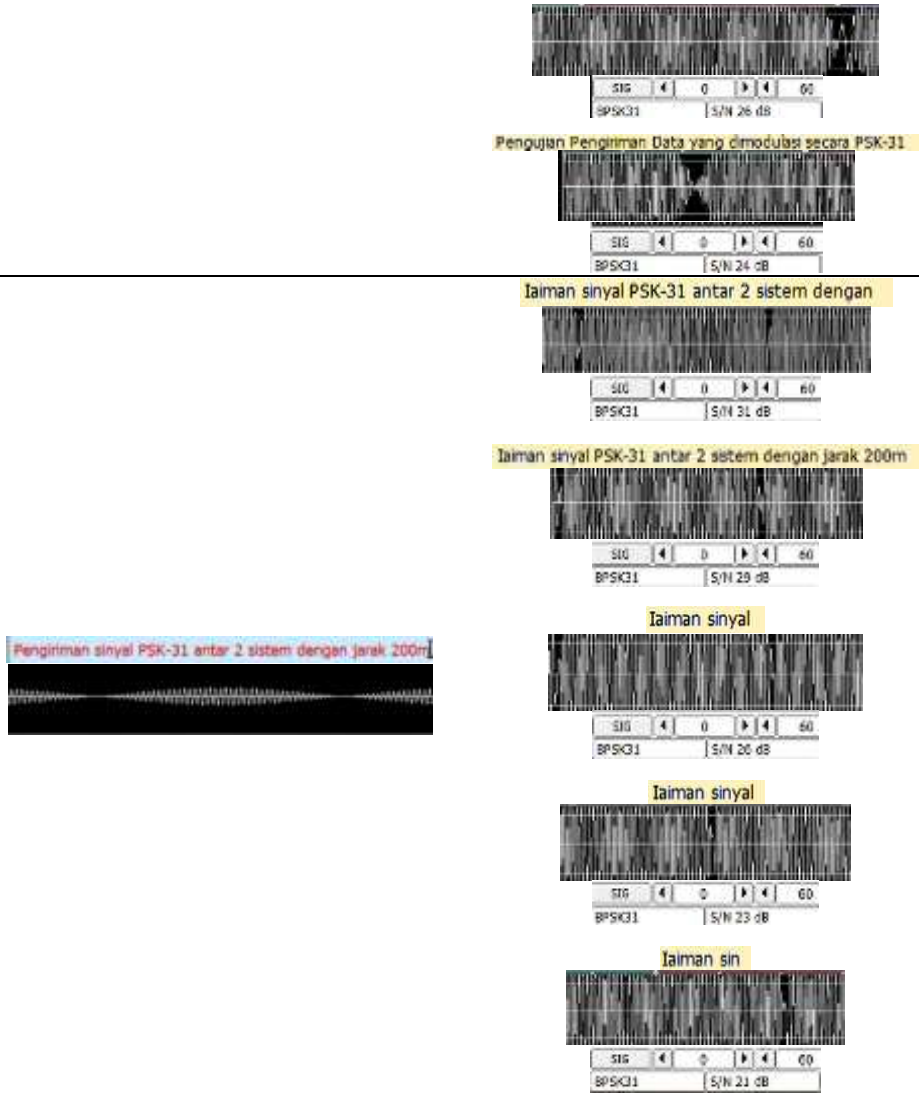 SIG 0 60
BPSK31 S/N 26 dB
Pengujian Pengiriman Data yang dimodulasi secara PSK-31
SIG 0 60
BPSK31 S/N 24 dB
Iaiman sinyal PSK-31 antar 2 sistem dengan
SIG 0 60
BPSK31 S/N 31 dB
Iaiman sinyal PSK-31 antar 2 sistem dengan jarak 200m
SIG 0 60
BPSK31 S/N 29 dB
Pengiriman sinyal PSK-31 antar 2 sistem dengan jarak 200m
Iaiman sinyal
SIG 0 60
BPSK31 S/N 26 dB
Iaiman sinyal
SIG 0 60
BPSK31 S/N 23 dB
Iaiman sin
SIG 0 60
BPSK31 S/N 21 dB